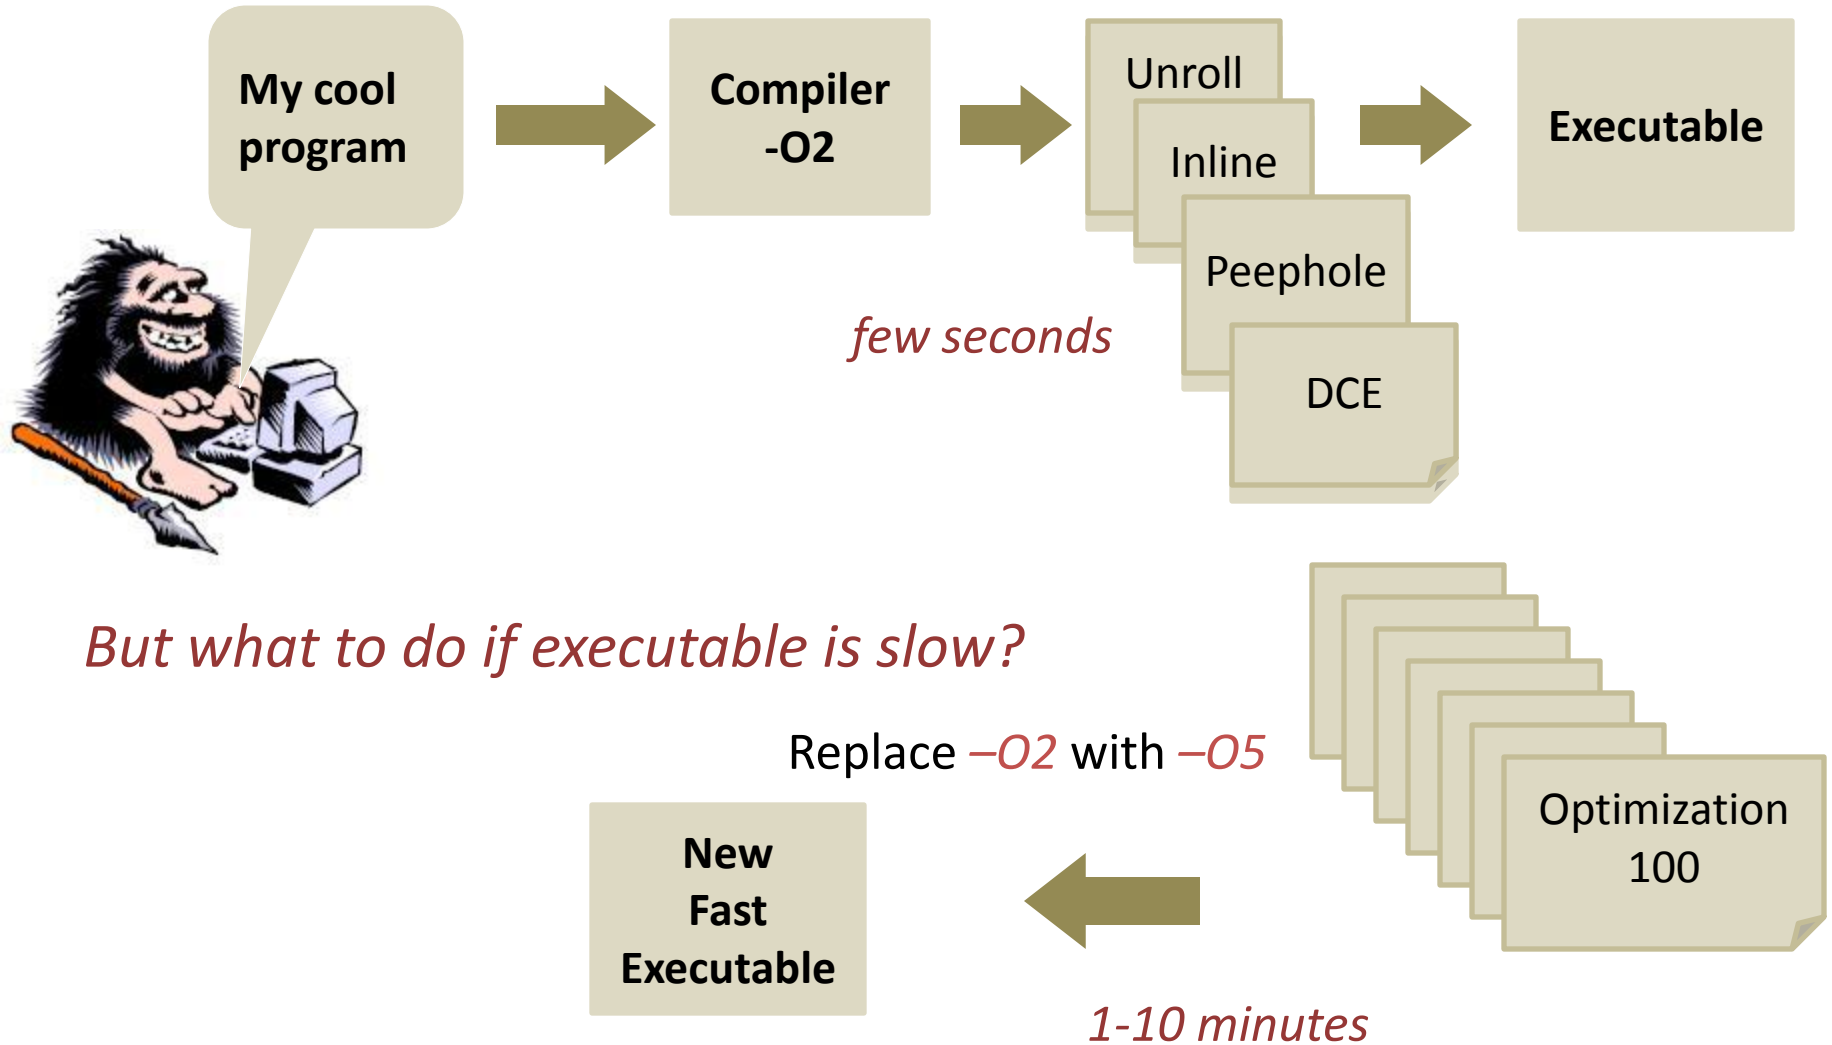 My cool
program
Compiler
-O2
Unroll
Inline
Peephole
DCE
Executable
few seconds
But what to do if executable is slow?
Replace –O2 with –O5
Optimization
100
New
Fast
Executable
1-10 minutes